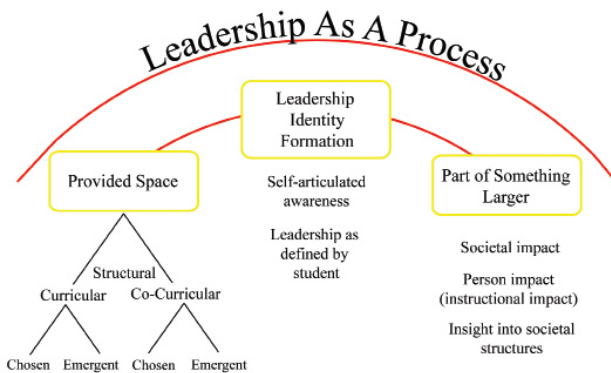 Leadership As A Process
Leadership
Identity
Formation
Provided Space
Part of Something
Larger
Self-articulated
awareness
Leadership as
defined by
student
Societal impact
Person impact
(instructional impact)
Insight into societal
structures
Structural
Curricular Co-Curricular
Chosen Emergent Chosen Emergent